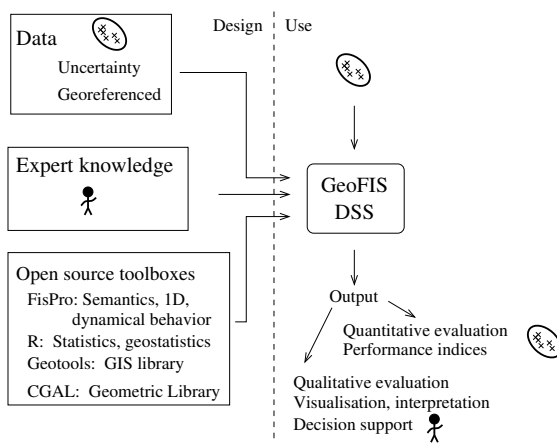 Design
Use
Data
Uncertainty
Georeferenced
Expert knowledge
Open source toolboxes
FisPro: Semantics, 1D,
dynamical behavior
R: Statistics, geostatistics
Geotools: GIS library
CGAL: Geometric Library
GeoFIS
DSS
Output
Quantitative evaluation
Performance indices
Qualitative evaluation
Visualisation, interpretation
Decision support